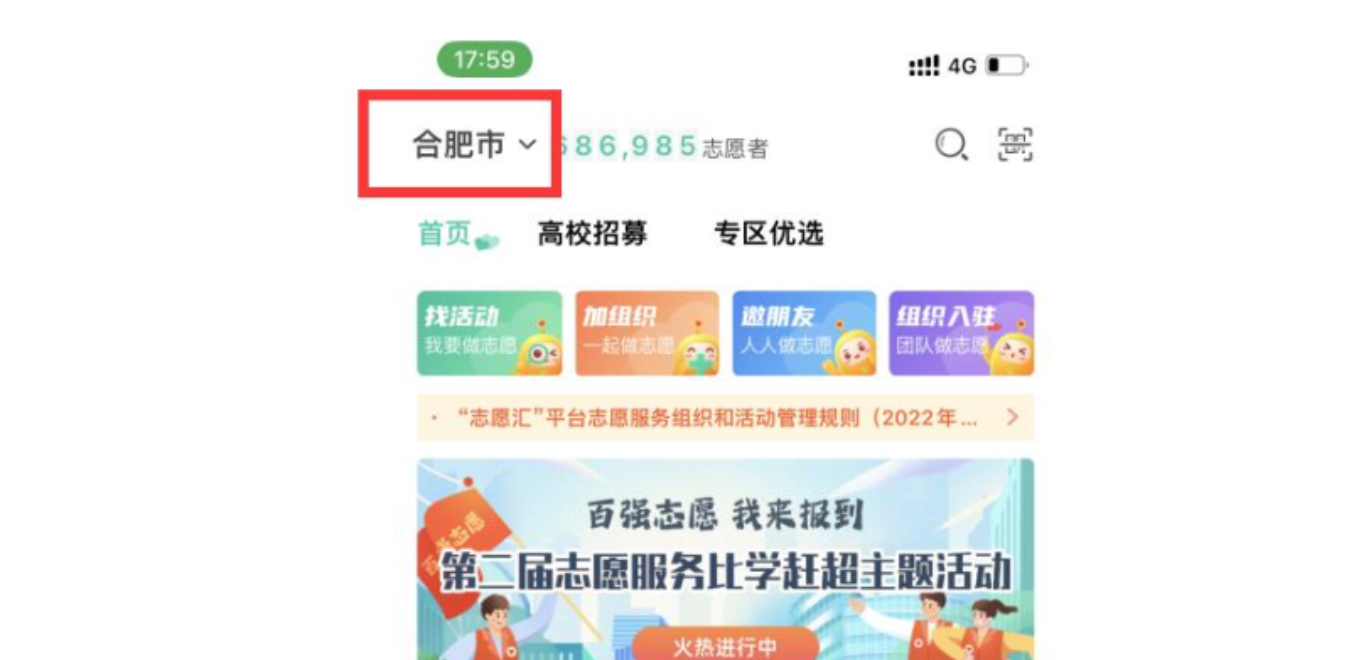 17:59 4G
合肥市 686,985志愿者
首页 高校招募 专区优选
找活动 加组织 邀朋友 组织入驻
我要做志愿 一起做志愿 人人做志愿 团队做志愿
· “志愿汇”平台志愿服务组织和活动管理规则（2022年...
百强志愿 我来报到
百强志愿
第二届志愿服务比学赶超主题活动
火热进行中